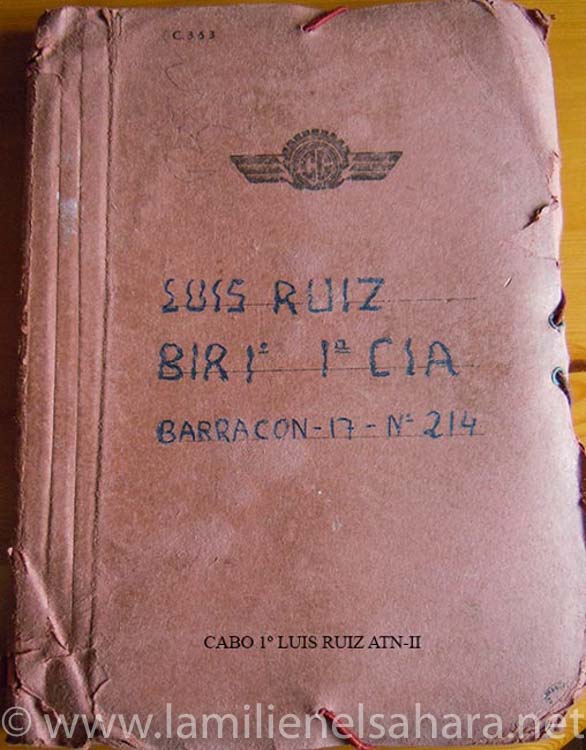 C.363
LUIS RUIZ
BIR 1º 1ª CIA
BARRACON-17-Nº 214
CABO 1º LUIS RUIZ ATN-II
© www.lamilienelsahara.net